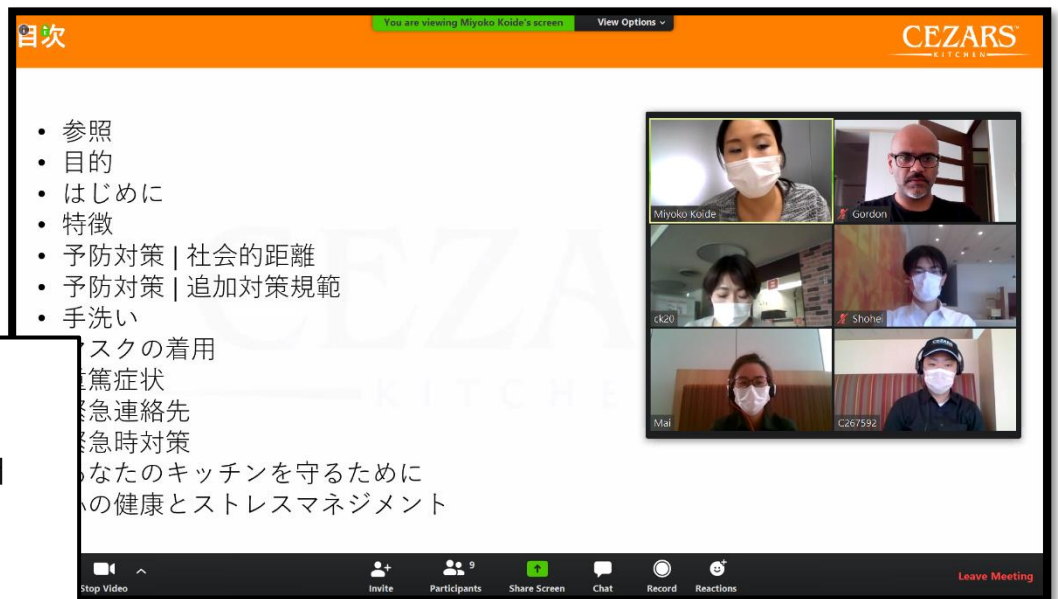 You are viewing Miyoko Koide's screen
View Options
目次
CEZARS
KITCHEN
• 参照
• 目的
• はじめに
• 特徴
• 予防対策 | 社会的距離
• 予防対策 | 追加対策規範
• 手洗い
スクの着用
篤症状
急連絡先
急時対策
なたのキッチンを守るために
の健康とストレスマネジメント
CEZARS
KITCHEN
Miyoko Koide
Gordon
ck20
Shohei
Mai
CEZARS
C267592
Stop Video
Invite
Participants 9
Share Screen
Chat
Record
Reactions
Leave Meeting